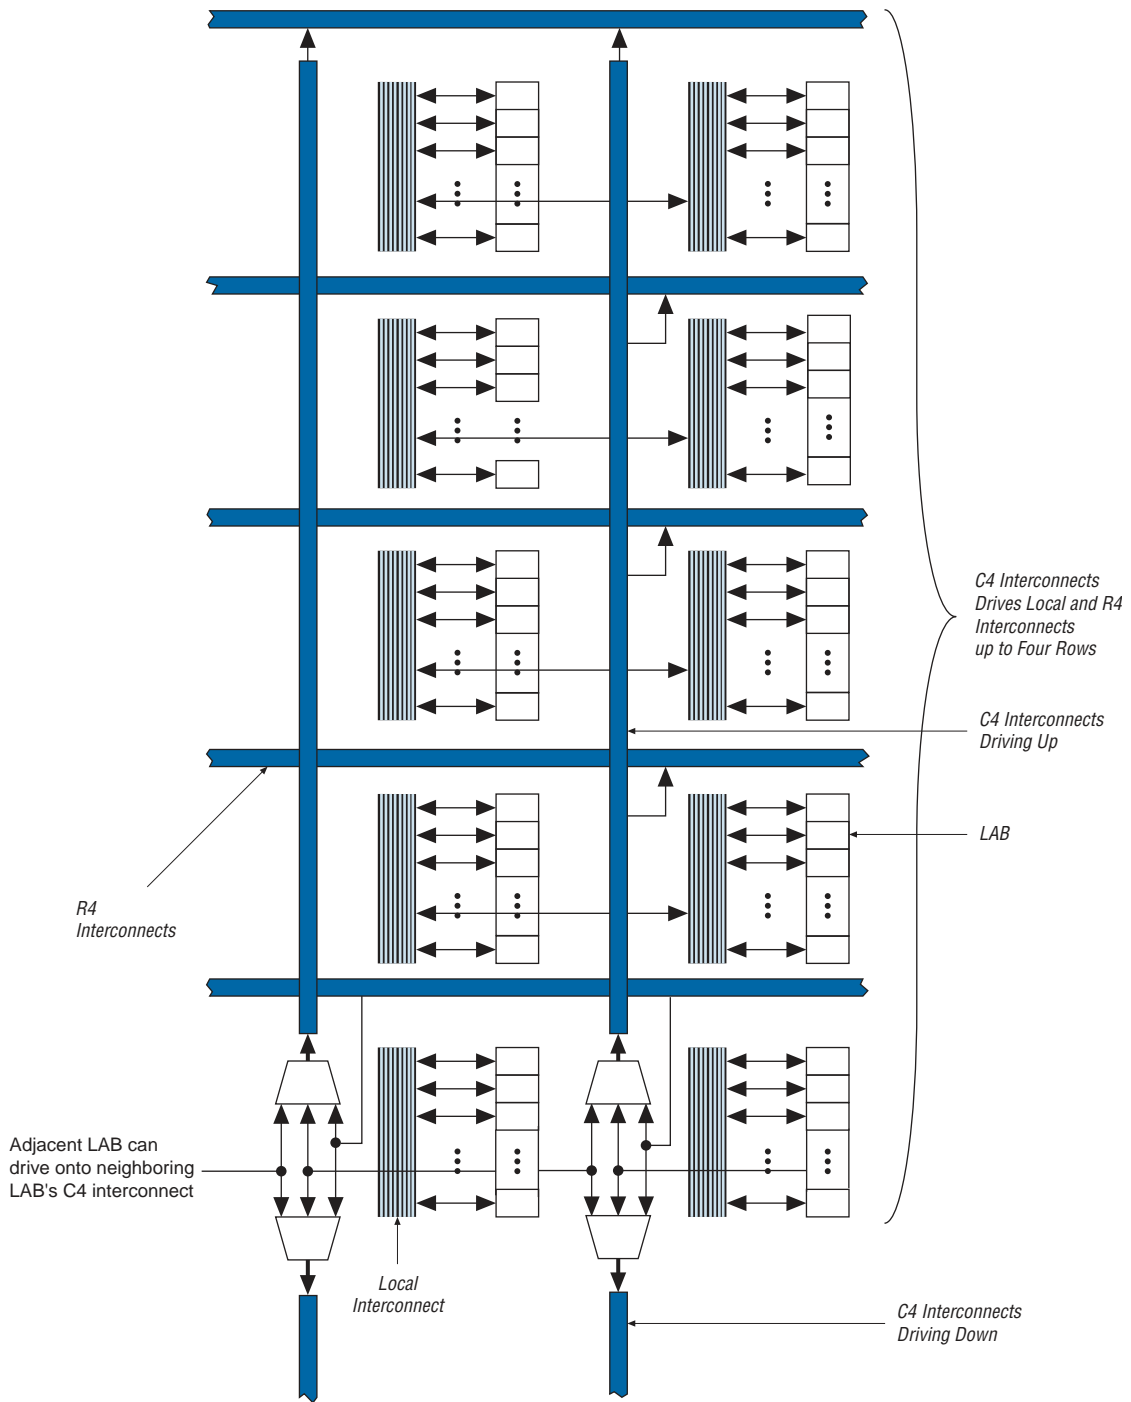 C4 Interconnects
Drives Local and R4
Interconnects
up to Four Rows
C4 Interconnects
Driving Up
LAB
R4
Interconnects
Adjacent LAB can
drive onto neighboring
LAB's C4 interconnect
Local
Interconnect
C4 Interconnects
Driving Down